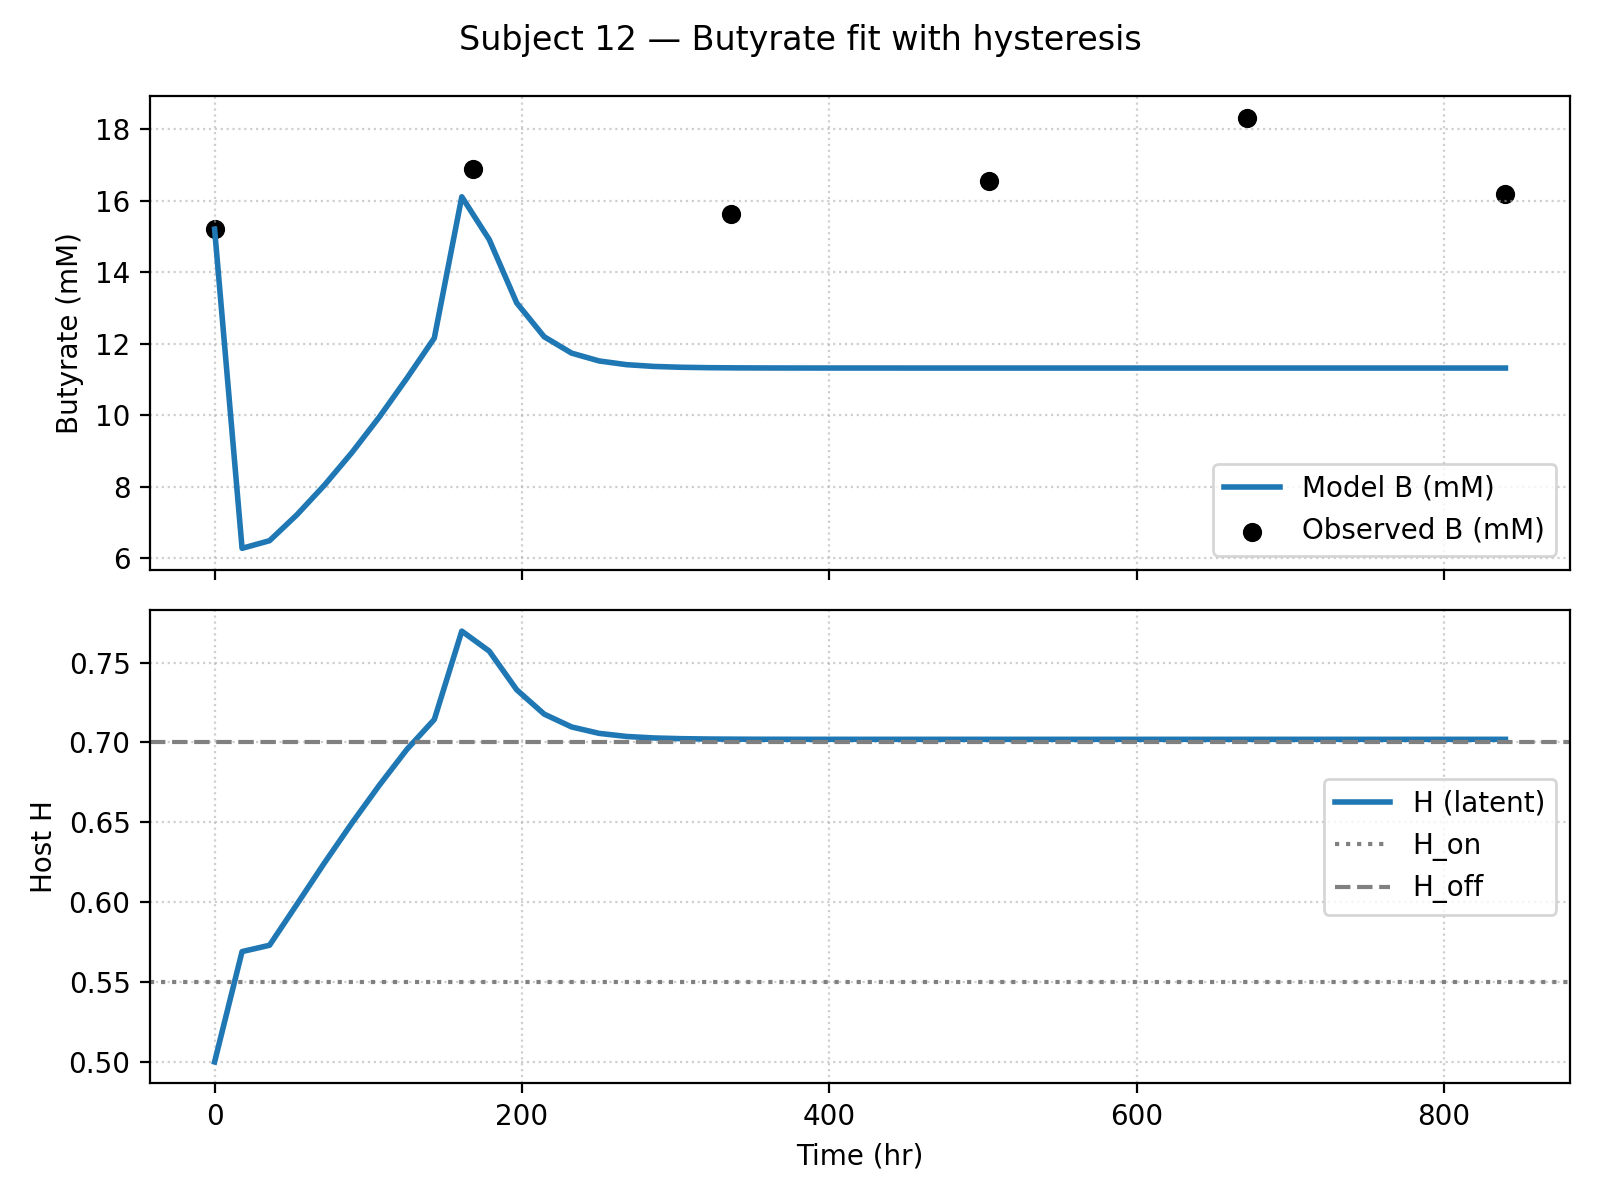 Subject 12 — Butyrate fit with hysteresis
Butyrate (mM)
18
16
14
12
10
8
6
Model B (mM)
Observed B (mM)
Host H
0.75
0.70
0.65
0.60
0.55
0.50
H (latent)
H_on
H_off
0
200
400
600
800
Time (hr)